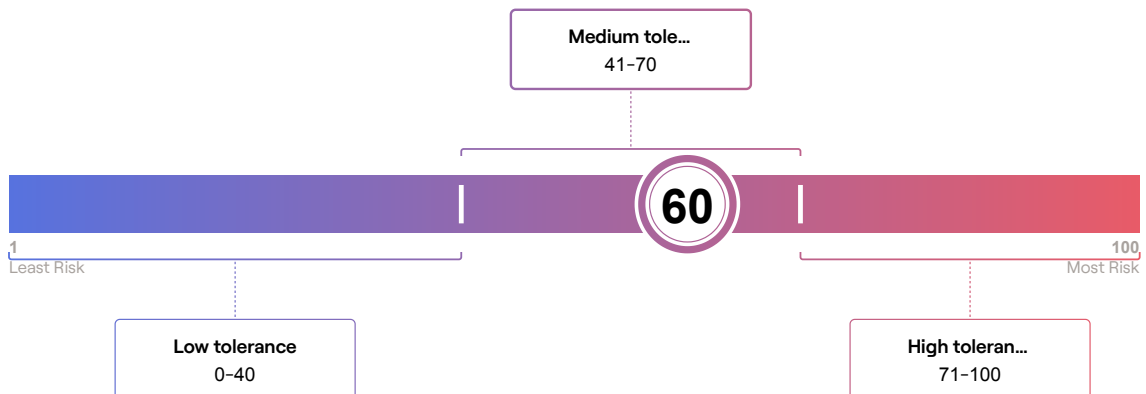 Medium tole...
41-70
60
1
Least Risk
100
Most Risk
Low tolerance
0-40
High toleran...
71-100